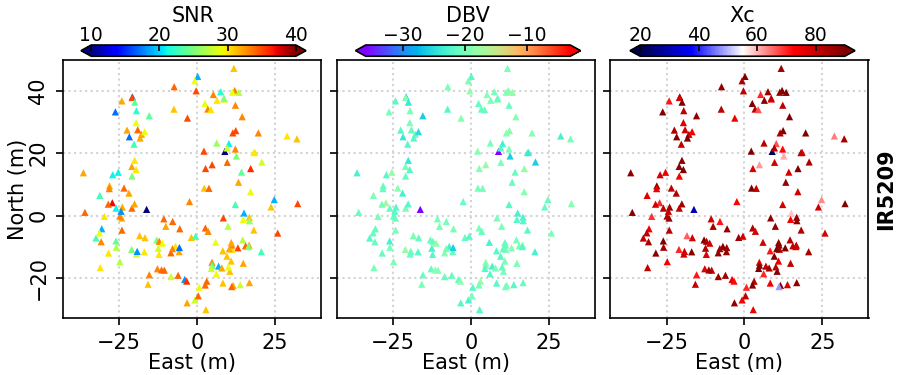 SNR DBV Xc
10 20 30 40 −30 −20 −10 20 40 60 80
40
20
0
−20
North (m)
IR5209
−25 0 25 −25 0 25 −25 0 25
East (m) East (m) East (m)